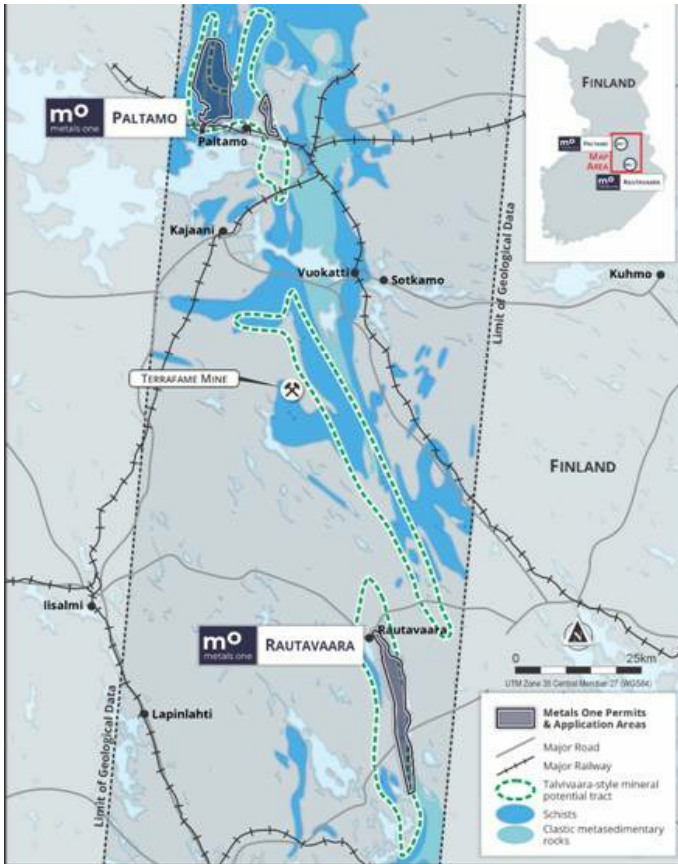 mo
metals one
PALTAMO
Paltamo
Kajaani
Vuokatti
Sotkamo
Kuhmo
Limit of Geological Data
TERRAFAME MINE
FINLAND
Iisalmi
mo
metals one
RAUTAVAARA
Rautavaara
Lapinlahti
Limit of Geological Data
FINLAND
PALTAMO
MAP
AREA
RAUTAVAARA
N
0 25km
UTM Zone 36 Central Meridian 27 (WGS84)
Metals One Permits
& Application Areas
Major Road
Major Railway
Talvivaara-style mineral
potential tract
Schists
Clastic metasedimentary
rocks